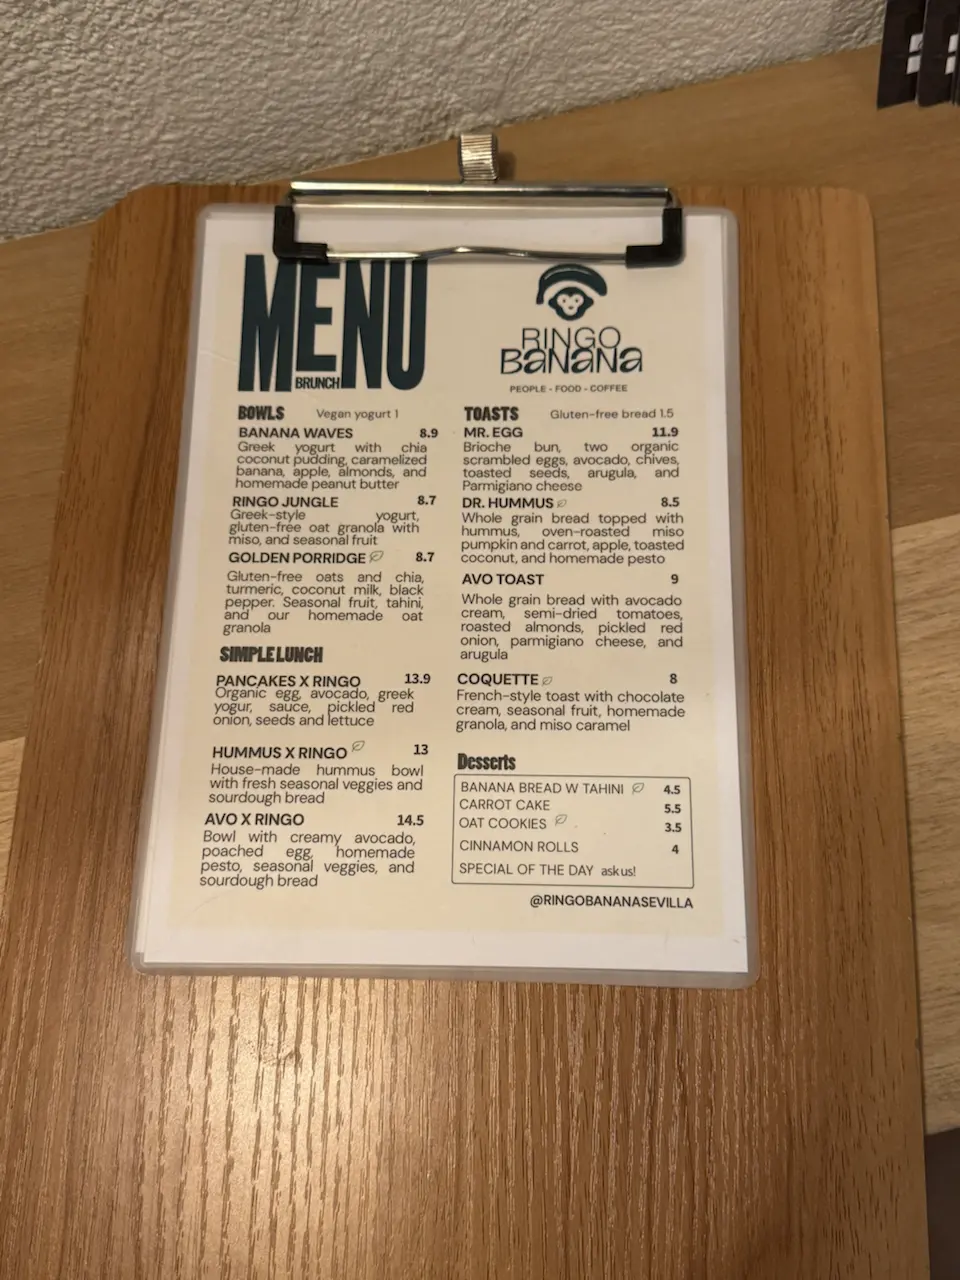 MENU
BRUNCH
BOWLS Vegan yogurt 1
BANANA WAVES 8.9
Greek yogurt with chia
coconut pudding, caramelized
banana, apple, almonds, and
homemade peanut butter
RINGO JUNGLE 8.7
Greek-style yogurt,
gluten-free oat granola with
miso, and seasonal fruit
GOLDEN PORRIDGE 8.7
Gluten-free oats and chia,
turmeric, coconut milk, black
pepper. Seasonal fruit, tahini,
and our homemade oat
granola
SIMPLE LUNCH
PANCAKES X RINGO 13.9
Organic egg, avocado, greek
yogur, sauce, pickled red
onion, seeds and lettuce
HUMMUS X RINGO 13
House-made hummus bowl
with fresh seasonal veggies and
sourdough bread
AVO X RINGO 14.5
Bowl with creamy avocado,
poached egg, homemade
pesto, seasonal veggies, and
sourdough bread
RINGO
BANANA
PEOPLE - FOOD - COFFEE
TOASTS Gluten-free bread 1.5
MR. EGG 11.9
Brioche bun, two organic
scrambled eggs, avocado, chives,
toasted seeds, arugula, and
Parmigiano cheese
DR. HUMMUS 8.5
Whole grain bread topped with
hummus, oven-roasted miso
pumpkin and carrot, apple, toasted
coconut, and homemade pesto
AVO TOAST 9
Whole grain bread with avocado
cream, semi-dried tomatoes,
roasted almonds, pickled red
onion, parmigiano cheese, and
arugula
COQUETTE 8
French-style toast with chocolate
cream, seasonal fruit, homemade
granola, and miso caramel
Desserts
BANANA BREAD W TAHINI 4.5
CARROT CAKE 5.5
OAT COOKIES 3.5
CINNAMON ROLLS 4
SPECIAL OF THE DAY ask us!
@RINGOBANANASEVILLA